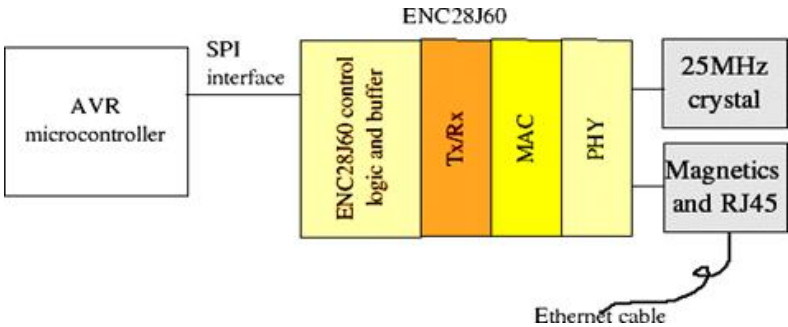 ENC28J60
SPI
interface
AVR
microcontroller
ENC28J60 control
logic and buffer
Tx/Rx
MAC
PHY
25MHz
crystal
Magnetics
and RJ45
Ethernet cable